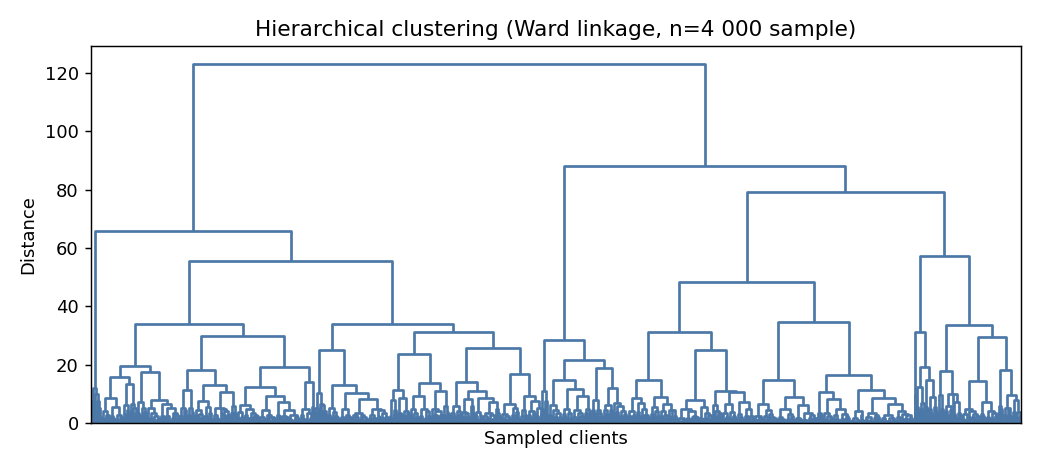 Hierarchical clustering (Ward linkage, n=4 000 sample)
120
100
80
60
40
20
0
Distance
Sampled clients